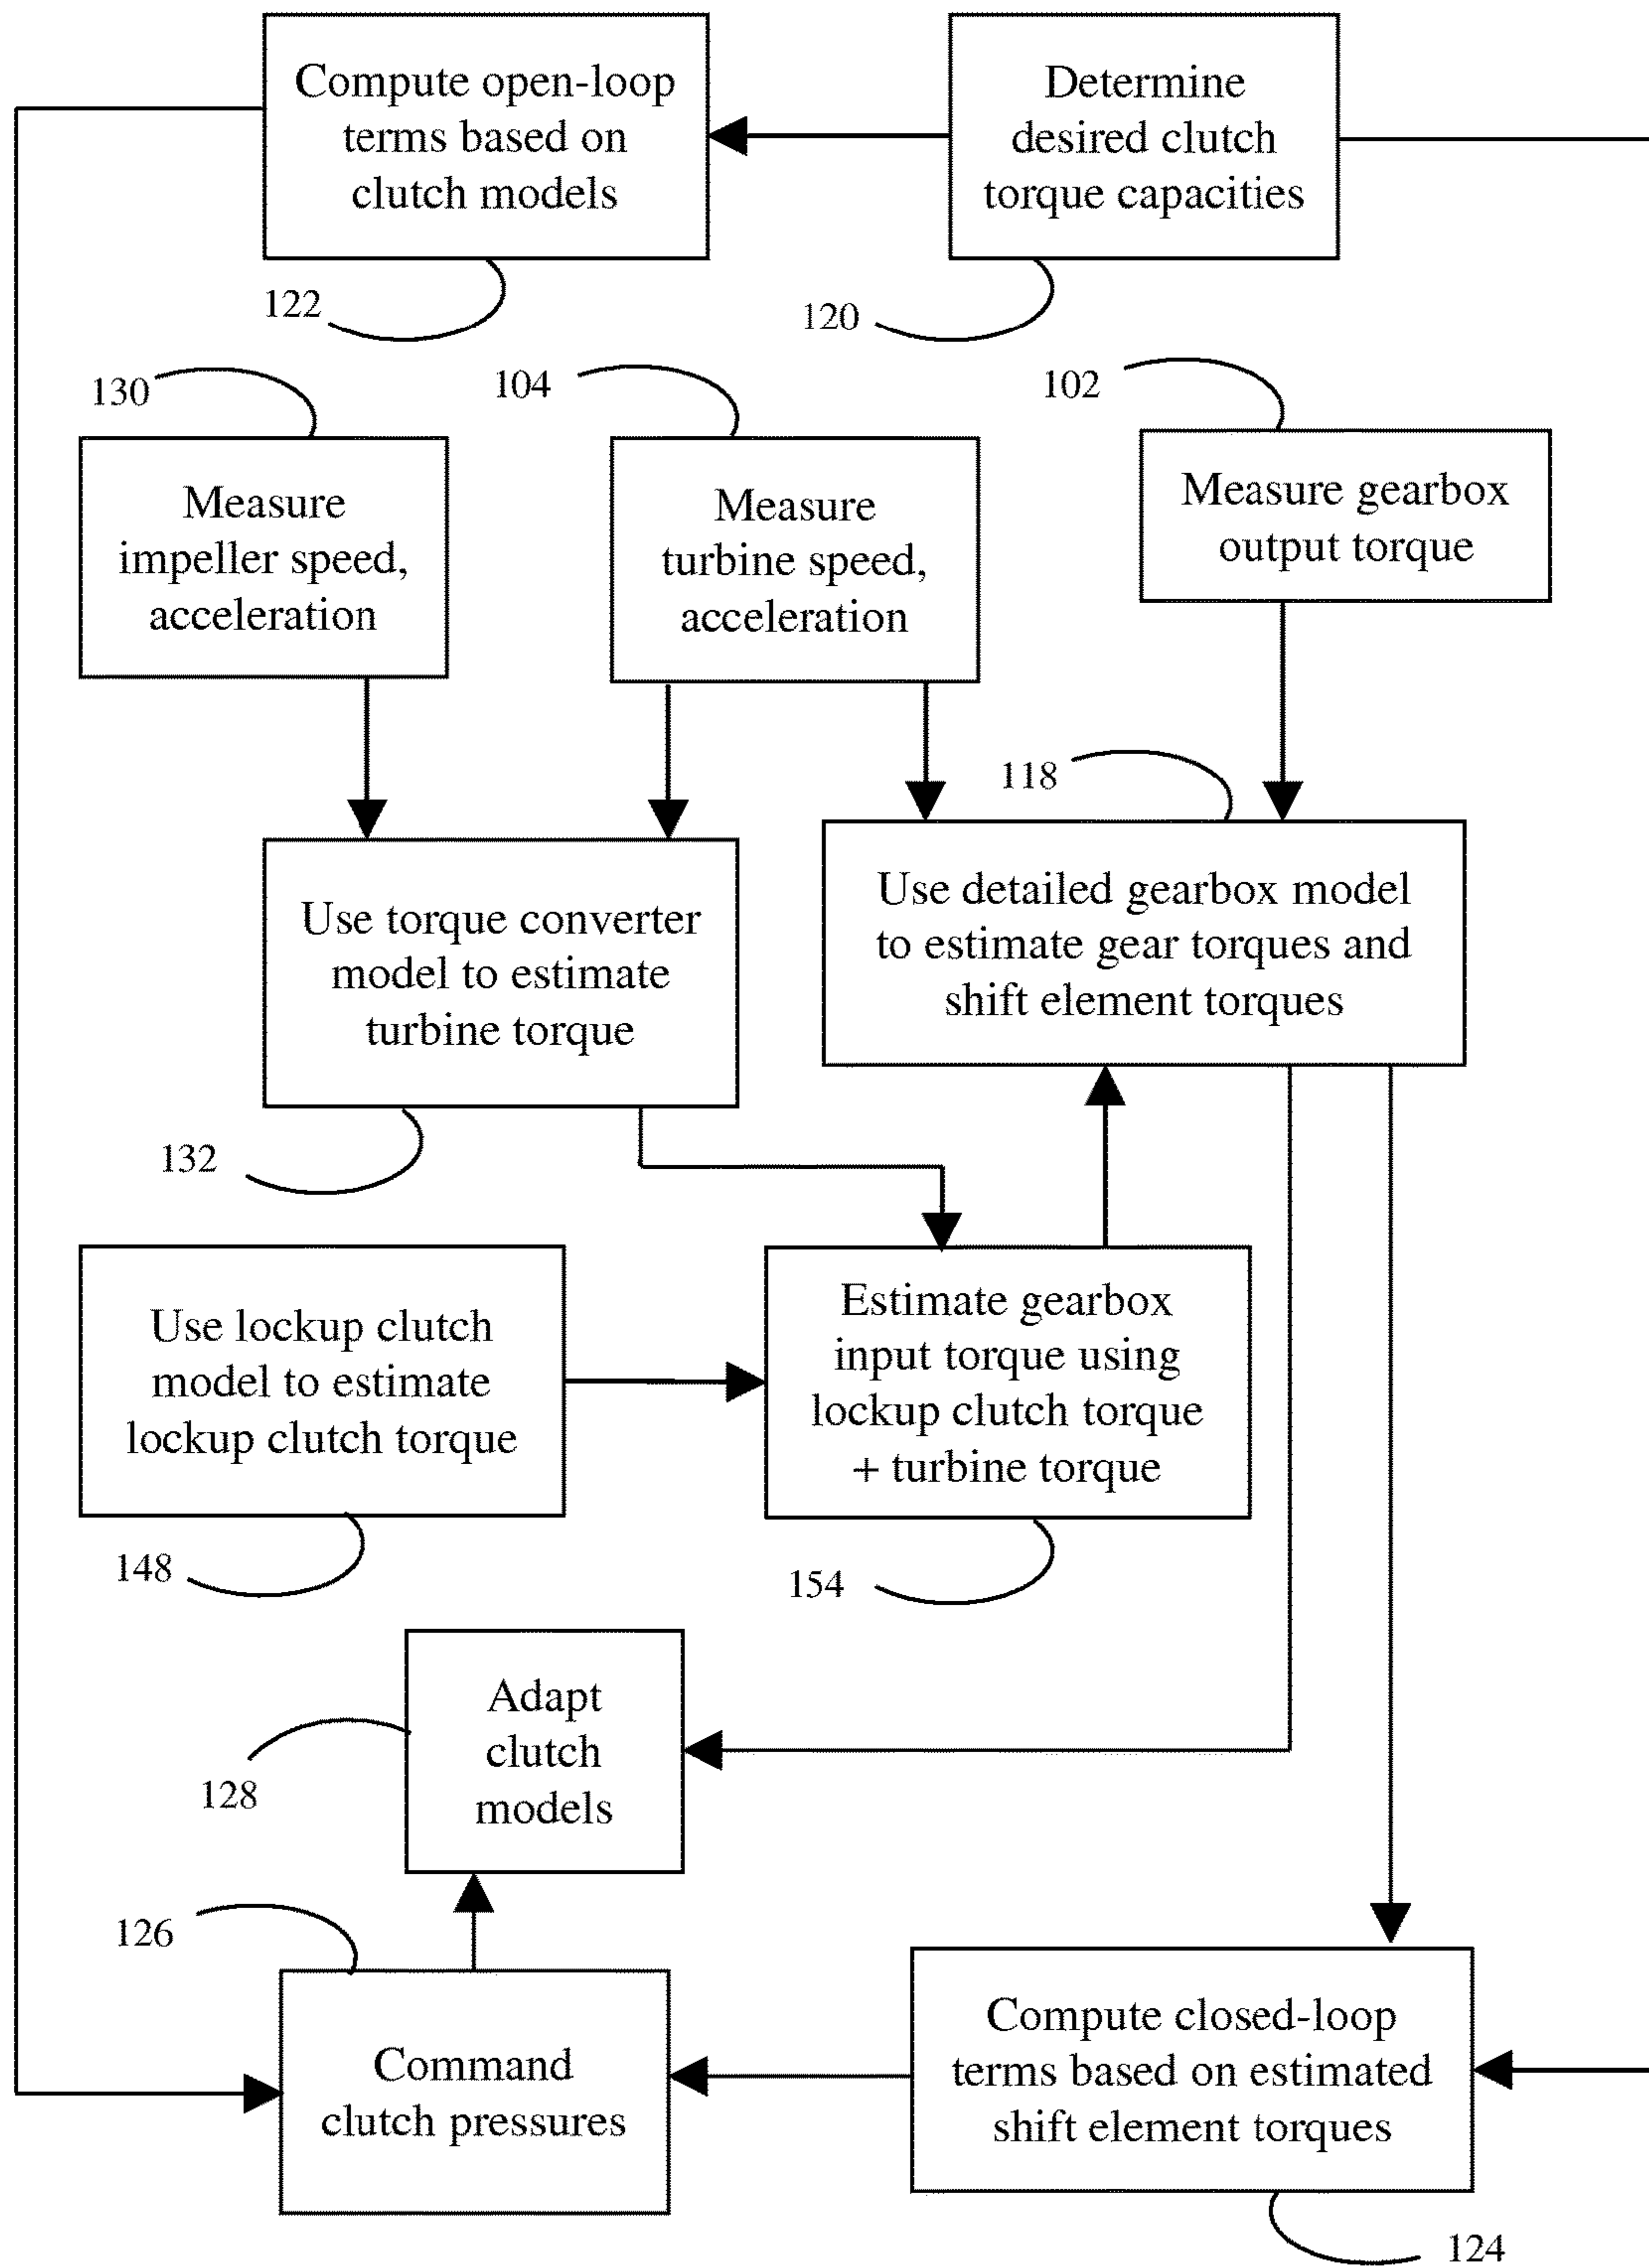 Compute open-loop
terms based on
clutch models
Determine
desired clutch
torque capacities
122
120
130
104
102
Measure
impeller speed,
acceleration
Measure
turbine speed,
acceleration
Measure gearbox
output torque
118
Use torque converter
model to estimate
turbine torque
Use detailed gearbox model
to estimate gear torques and
shift element torques
132
Use lockup clutch
model to estimate
lockup clutch torque
Estimate gearbox
input torque using
lockup clutch torque
+ turbine torque
148
154
Adapt
clutch
models
128
126
Command
clutch pressures
Compute closed-loop
terms based on estimated
shift element torques
124